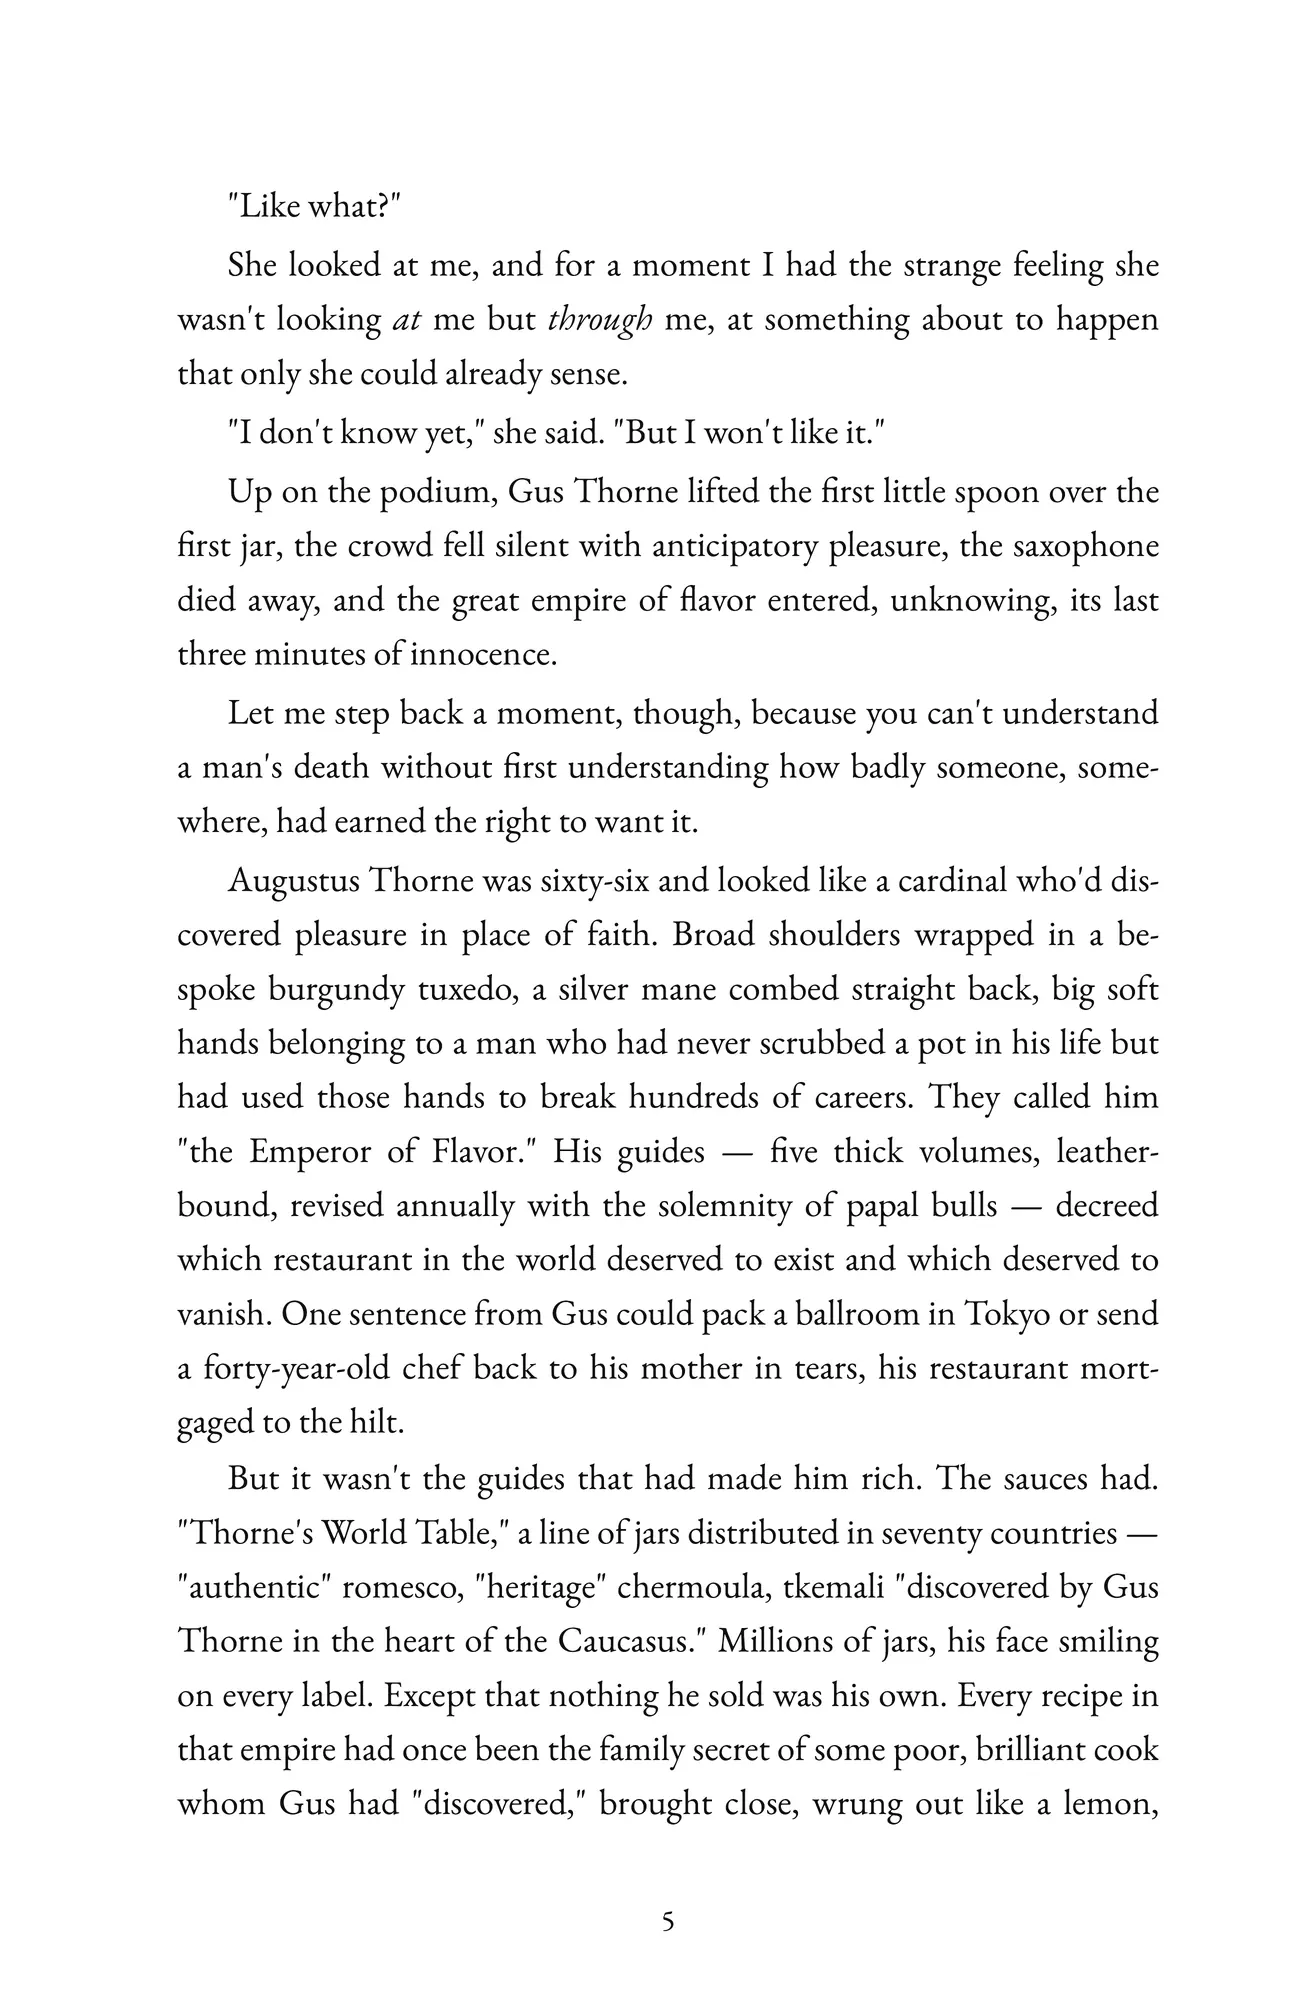 "Like what?"
She looked at me, and for a moment I had the strange feeling she
wasn't looking at me but through me, at something about to happen
that only she could already sense.
"I don't know yet," she said. "But I won't like it."
Up on the podium, Gus Thorne lifted the first little spoon over the
first jar, the crowd fell silent with anticipatory pleasure, the saxophone
died away, and the great empire of flavor entered, unknowing, its last
three minutes of innocence.
Let me step back a moment, though, because you can't understand
a man's death without first understanding how badly someone, some-
where, had earned the right to want it.
Augustus Thorne was sixty-six and looked like a cardinal who'd dis-
covered pleasure in place of faith. Broad shoulders wrapped in a be-
spoke burgundy tuxedo, a silver mane combed straight back, big soft
hands belonging to a man who had never scrubbed a pot in his life but
had used those hands to break hundreds of careers. They called him
"the Emperor of Flavor." His guides — five thick volumes, leather-
bound, revised annually with the solemnity of papal bulls — decreed
which restaurant in the world deserved to exist and which deserved to
vanish. One sentence from Gus could pack a ballroom in Tokyo or send
a forty-year-old chef back to his mother in tears, his restaurant mort-
gaged to the hilt.
But it wasn't the guides that had made him rich. The sauces had.
"Thorne's World Table," a line of jars distributed in seventy countries —
"authentic" romesco, "heritage" chermoula, tkemali "discovered by Gus
Thorne in the heart of the Caucasus." Millions of jars, his face smiling
on every label. Except that nothing he sold was his own. Every recipe in
that empire had once been the family secret of some poor, brilliant cook
whom Gus had "discovered," brought close, wrung out like a lemon,
5